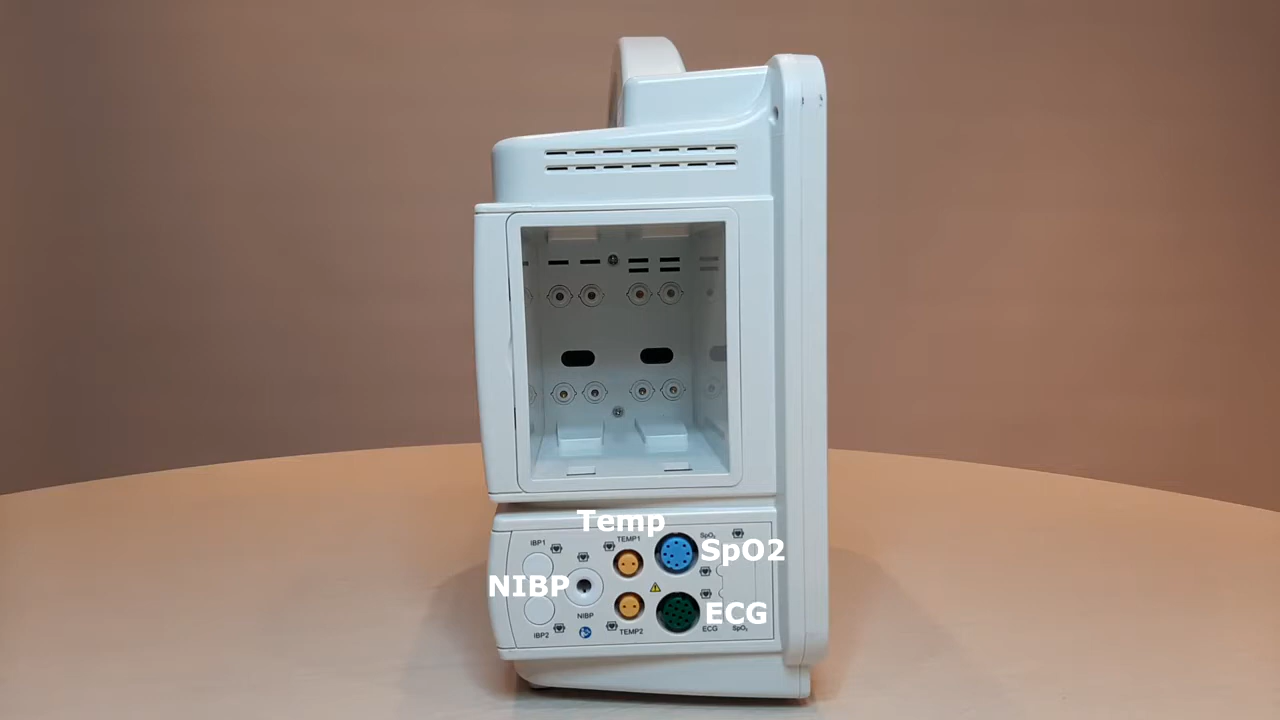 Temp
IBP1
TEMP1
SpO₂
SpO2
NIBP
NIBP
ECG
IBP2
TEMP2
ECG
SpO₂